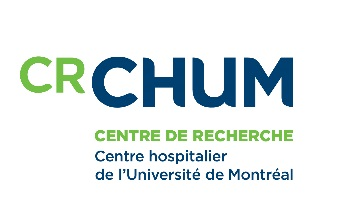 CRCHUM
CENTRE DE RECHERCHE
Centre hospitalier
de l'Université de Montréal